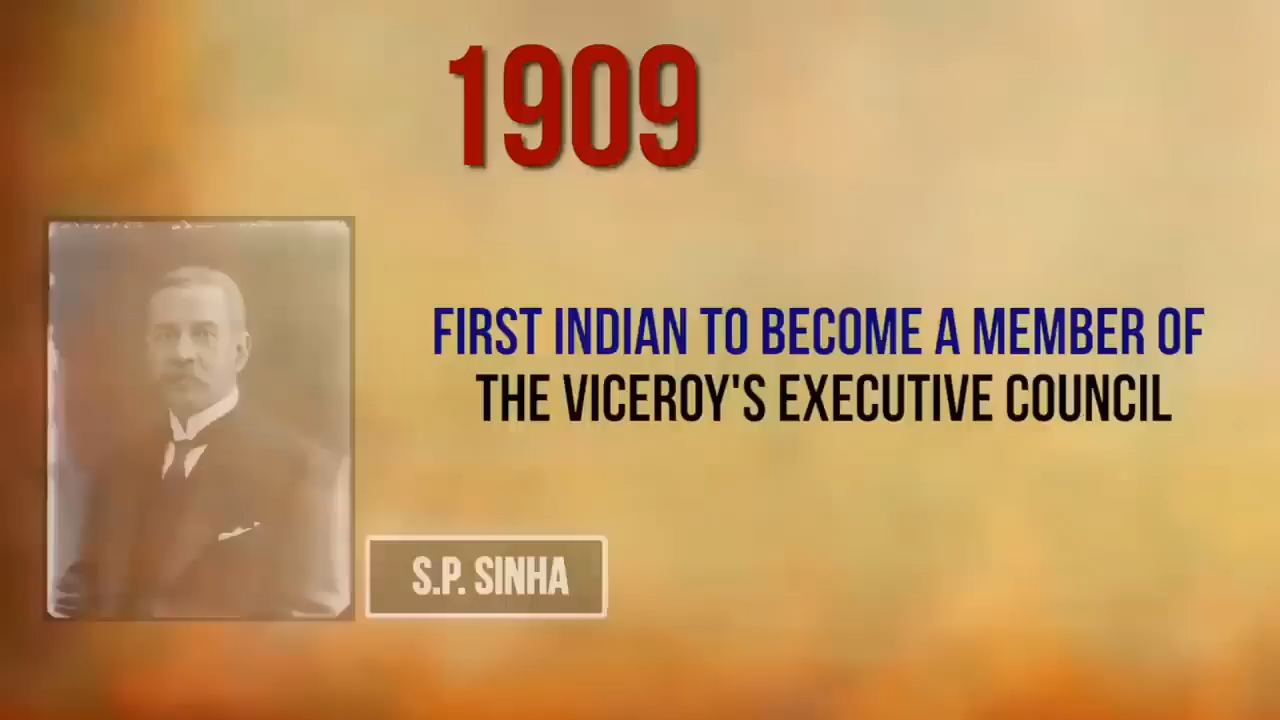 1909
FIRST INDIAN TO BECOME A MEMBER OF
THE VICEROY'S EXECUTIVE COUNCIL
S.P. SINHA